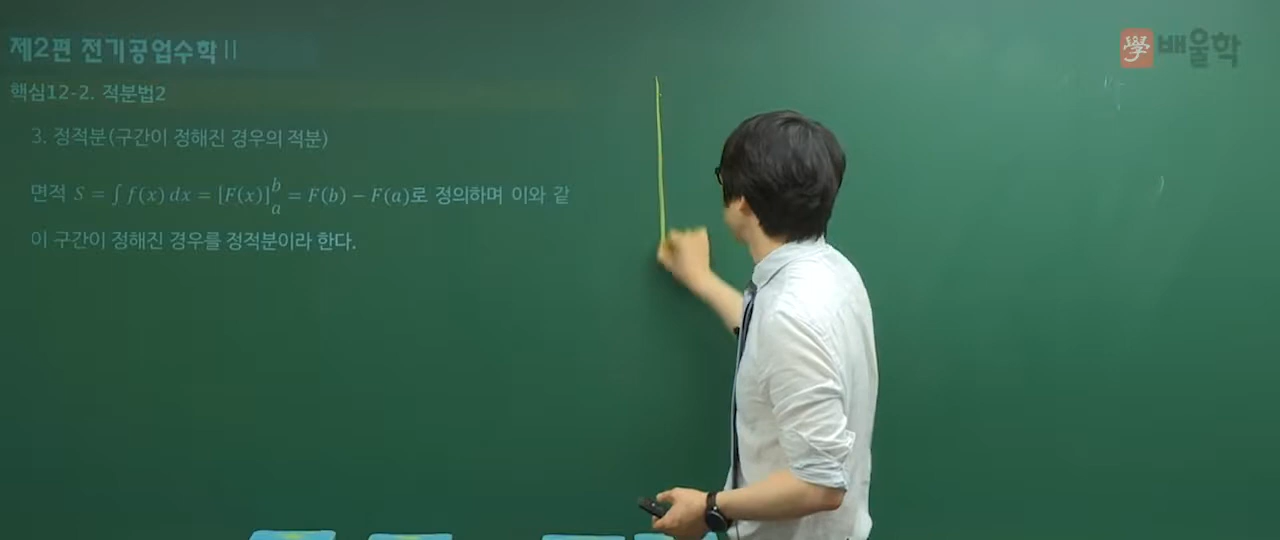 제2편 전기공업수학 II
핵심12-2. 적분법2
3. 정적분(구간이 정해진 경우의 적분)
면적 S = ∫ f(x) dx = [F(x)]_a^b = F(b) − F(a)로 정의하며 이와 같
이 구간이 정해진 경우를 정적분이라 한다.
學 배울학